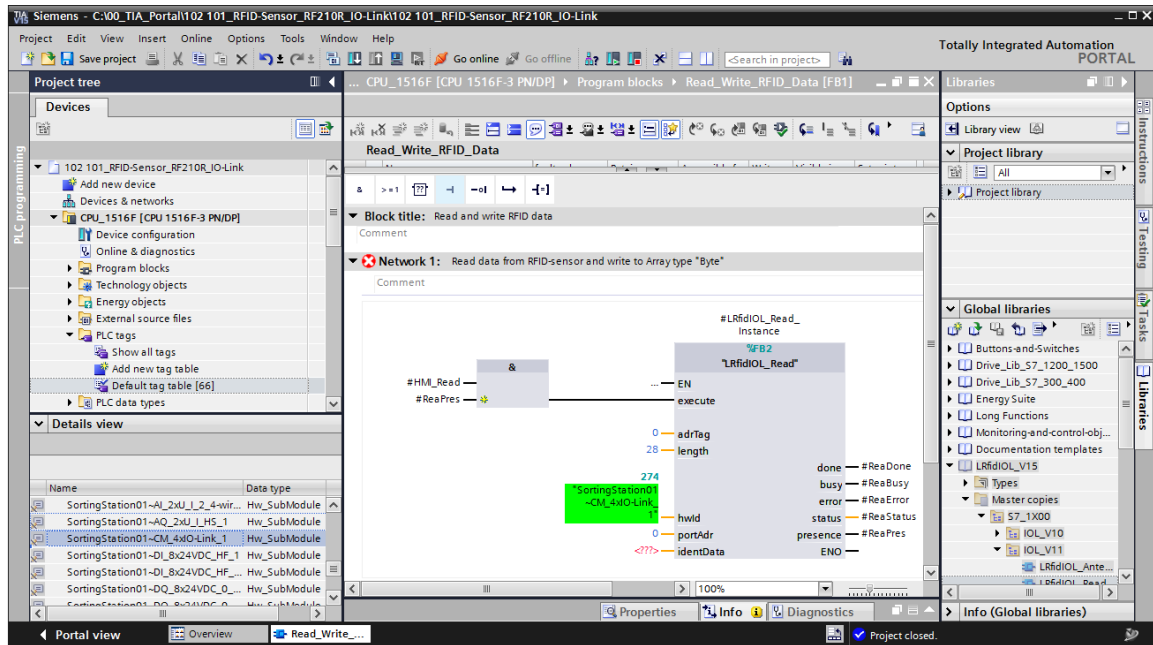 Siemens - C:\00_TIA_Portal\102 101_RFID-Sensor_RF210R_IO-Link\102 101_RFID-Sensor_RF210R_IO-Link
Project Edit View Insert Online Options Tools Window Help
Totally Integrated Automation
PORTAL
Save project
Go online
Go offline
<Search in project>
Project tree
... CPU_1516F [CPU 1516F-3 PN/DP] Program blocks Read_Write_RFID_Data [FB1]
Libraries
Devices
Options
Library view
Read_Write_RFID_Data
Project library
All
Project library
102 101_RFID-Sensor_RF210R_IO-Link
Add new device
Devices & networks
CPU_1516F [CPU 1516F-3 PN/DP]
Device configuration
Online & diagnostics
Program blocks
Technology objects
Energy objects
External source files
PLC tags
Show all tags
Add new tag table
Default tag table [66]
PLC data types
PLC programming
& >=1 ??
Block title: Read and write RFID data
Comment
Network 1: Read data from RFID-sensor and write to Array type "Byte"
Comment
#LRfidIOL_Read_
Instance
%FB2
"LRfidIOL_Read"
&
#HMI_Read
#ReaPres
... EN
execute
0 adrTag
28 length
274
"SortingStation01
~CM_4xIO-Link_
1"
hwId
0 portAdr
<???> identData
done #ReaDone
busy #ReaBusy
error #ReaError
status #ReaStatus
presence #ReaPres
ENO
Details view
Name Data type
SortingStation01~AI_2xU_I_2_4-wir... Hw_SubModule
SortingStation01~AQ_2xU_I_HS_1 Hw_SubModule
SortingStation01~CM_4xIO-Link_1 Hw_SubModule
SortingStation01~DI_8x24VDC_HF_1 Hw_SubModule
SortingStation01~DI_8x24VDC_HF_... Hw_SubModule
SortingStation01~DQ_8x24VDC_0_... Hw_SubModule
SortingStation01~DQ_8x24VDC_0... Hw_SubModule
100%
Global libraries
Buttons-and-Switches
Drive_Lib_S7_1200_1500
Drive_Lib_S7_300_400
Energy Suite
Long Functions
Monitoring-and-control-obj...
Documentation templates
LRfidIOL_V15
Types
Master copies
S7_1X00
IOL_V10
IOL_V11
LRfidIOL_Ante...
LRfidIOL_Read
Instructions
Testing
Tasks
Libraries
Properties
Info
Diagnostics
Info (Global libraries)
Portal view
Overview
Read_Write_...
Project closed.